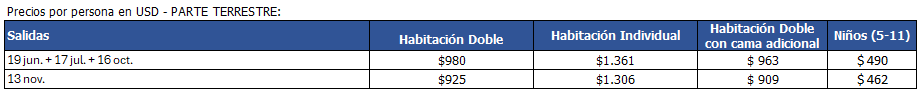 Precios por persona en USD - PARTE TERRESTRE:
Salidas Habitación Doble Habitación Individual Habitación Doble con cama adicional Niños (5-11)
19 jun. + 17 jul. + 16 oct. $980 $1.361 $ 963 $ 490
13 nov. $925 $1.306 $ 909 $ 462